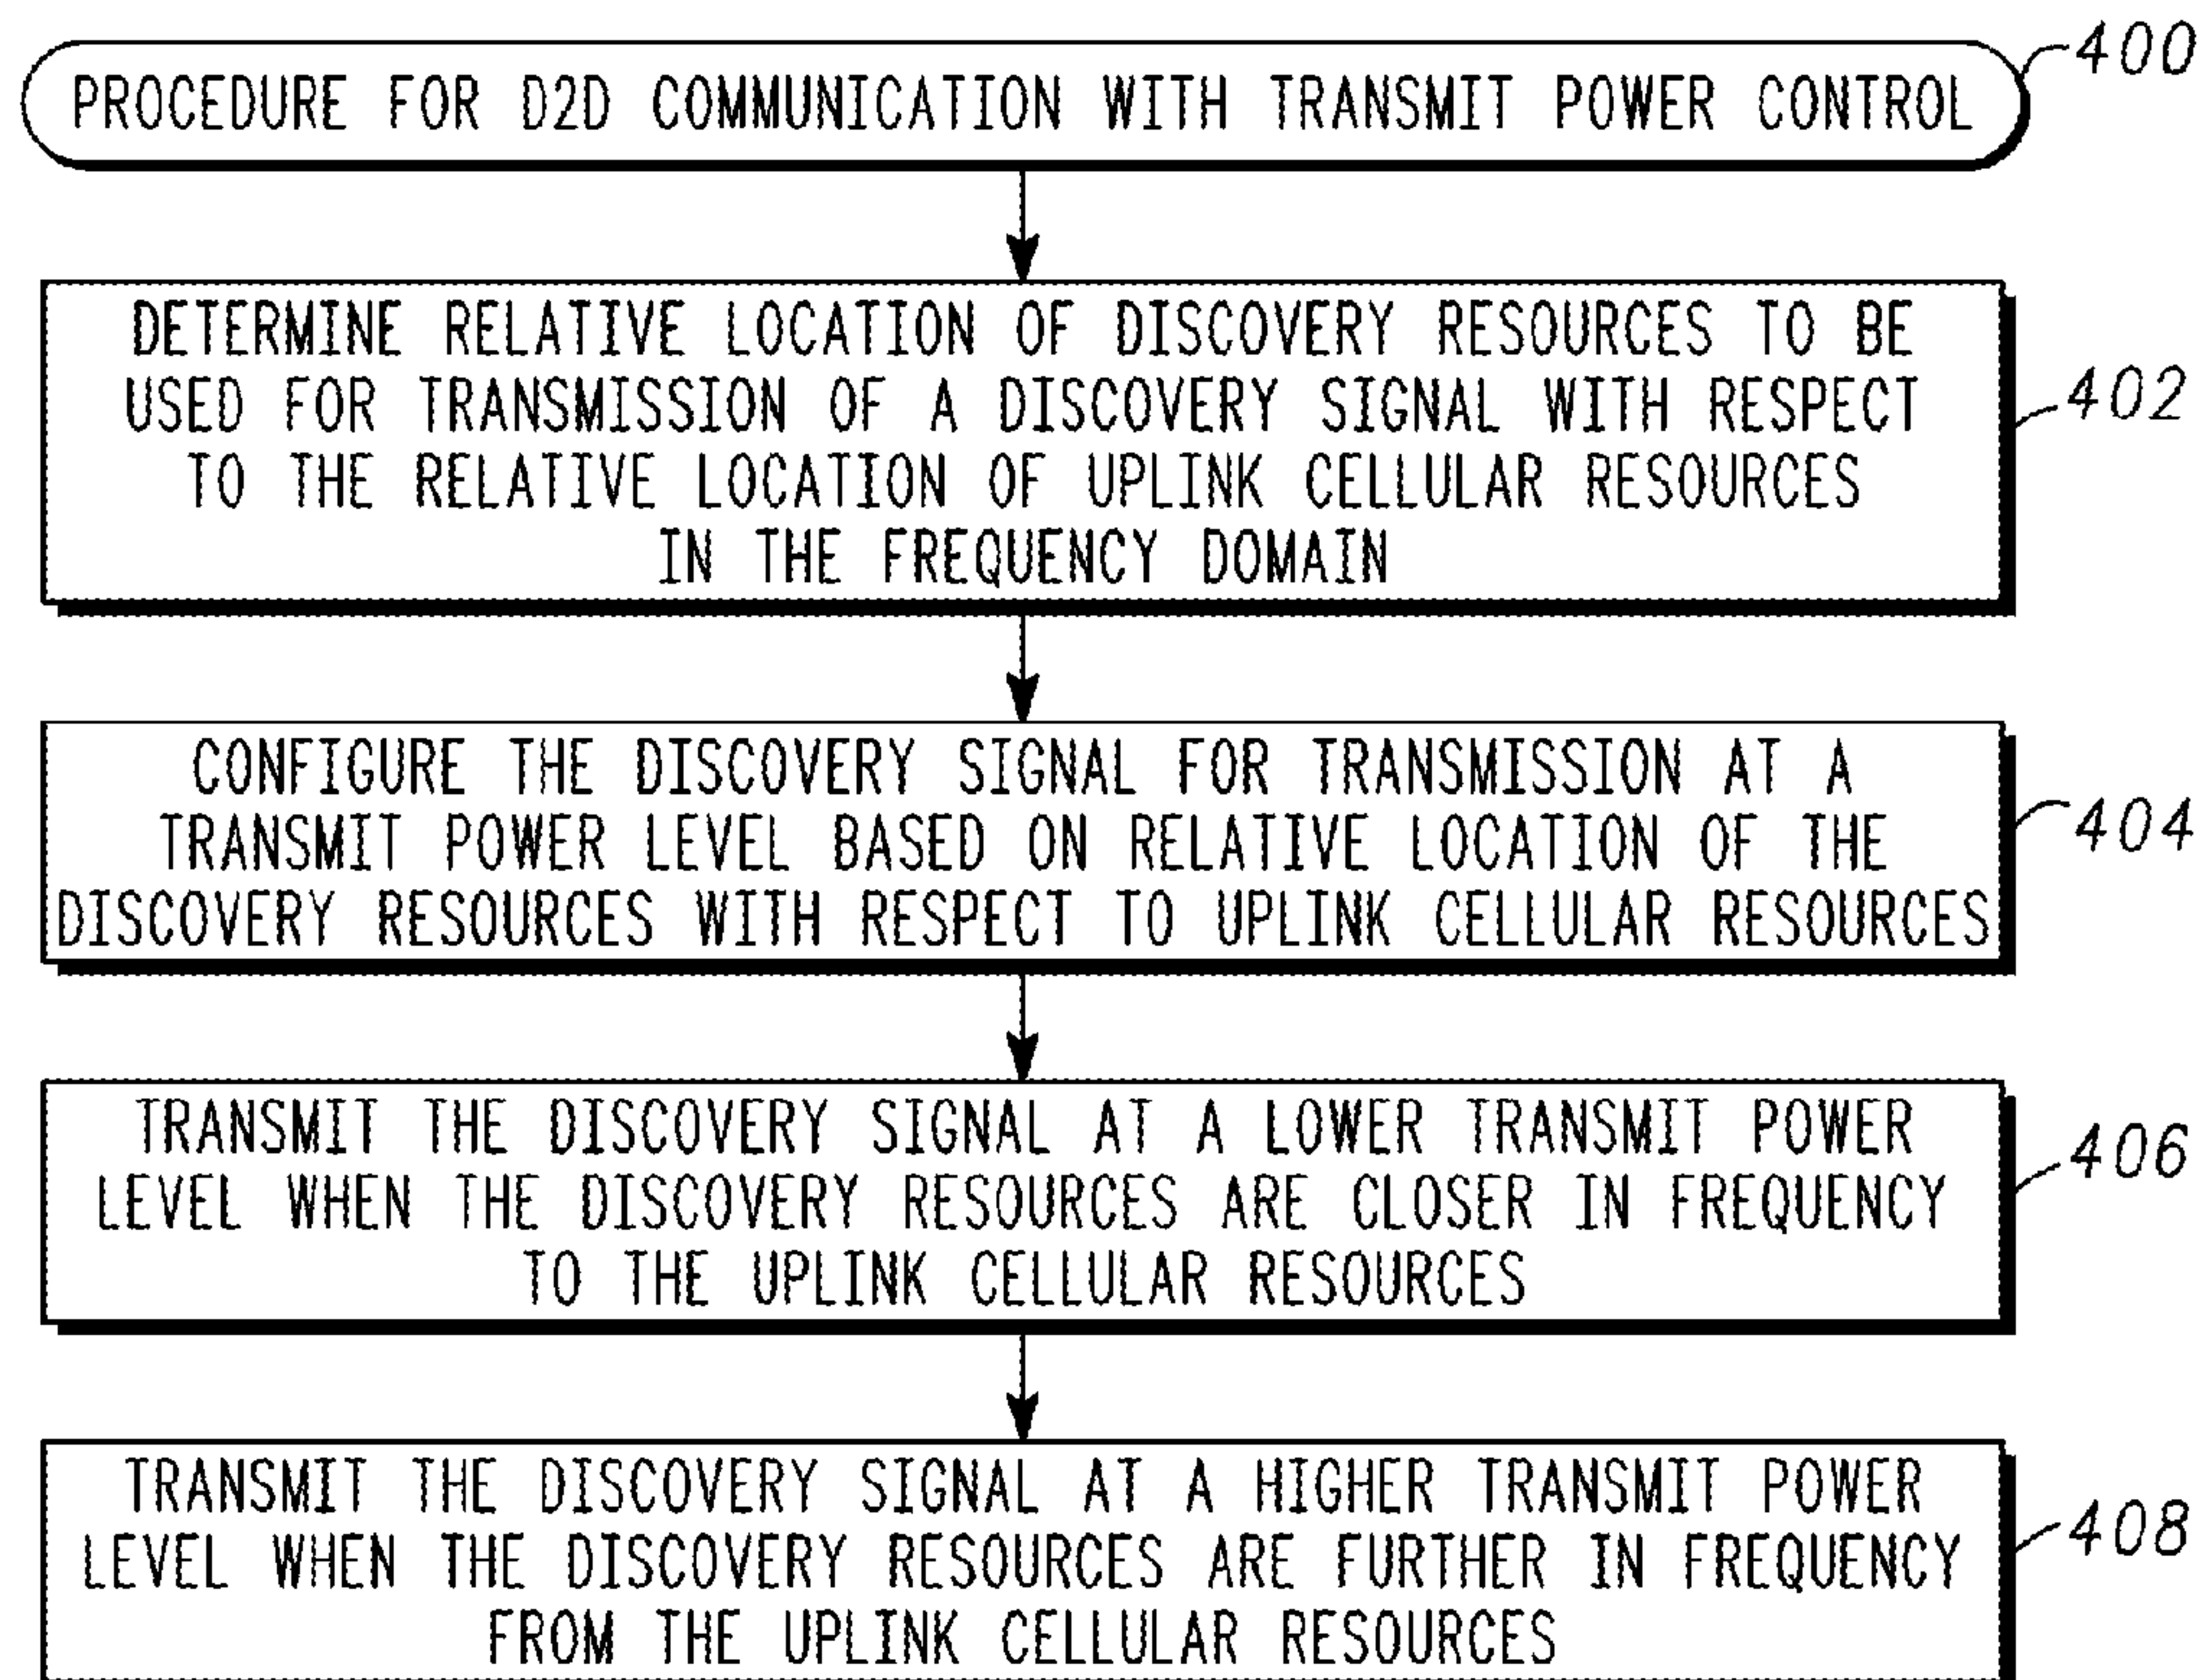 400
PROCEDURE FOR D2D COMMUNICATION WITH TRANSMIT POWER CONTROL
DETERMINE RELATIVE LOCATION OF DISCOVERY RESOURCES TO BE
USED FOR TRANSMISSION OF A DISCOVERY SIGNAL WITH RESPECT
TO THE RELATIVE LOCATION OF UPLINK CELLULAR RESOURCES
IN THE FREQUENCY DOMAIN
402
CONFIGURE THE DISCOVERY SIGNAL FOR TRANSMISSION AT A
TRANSMIT POWER LEVEL BASED ON RELATIVE LOCATION OF THE
DISCOVERY RESOURCES WITH RESPECT TO UPLINK CELLULAR RESOURCES
404
TRANSMIT THE DISCOVERY SIGNAL AT A LOWER TRANSMIT POWER
LEVEL WHEN THE DISCOVERY RESOURCES ARE CLOSER IN FREQUENCY
TO THE UPLINK CELLULAR RESOURCES
406
TRANSMIT THE DISCOVERY SIGNAL AT A HIGHER TRANSMIT POWER
LEVEL WHEN THE DISCOVERY RESOURCES ARE FURTHER IN FREQUENCY
FROM THE UPLINK CELLULAR RESOURCES
408